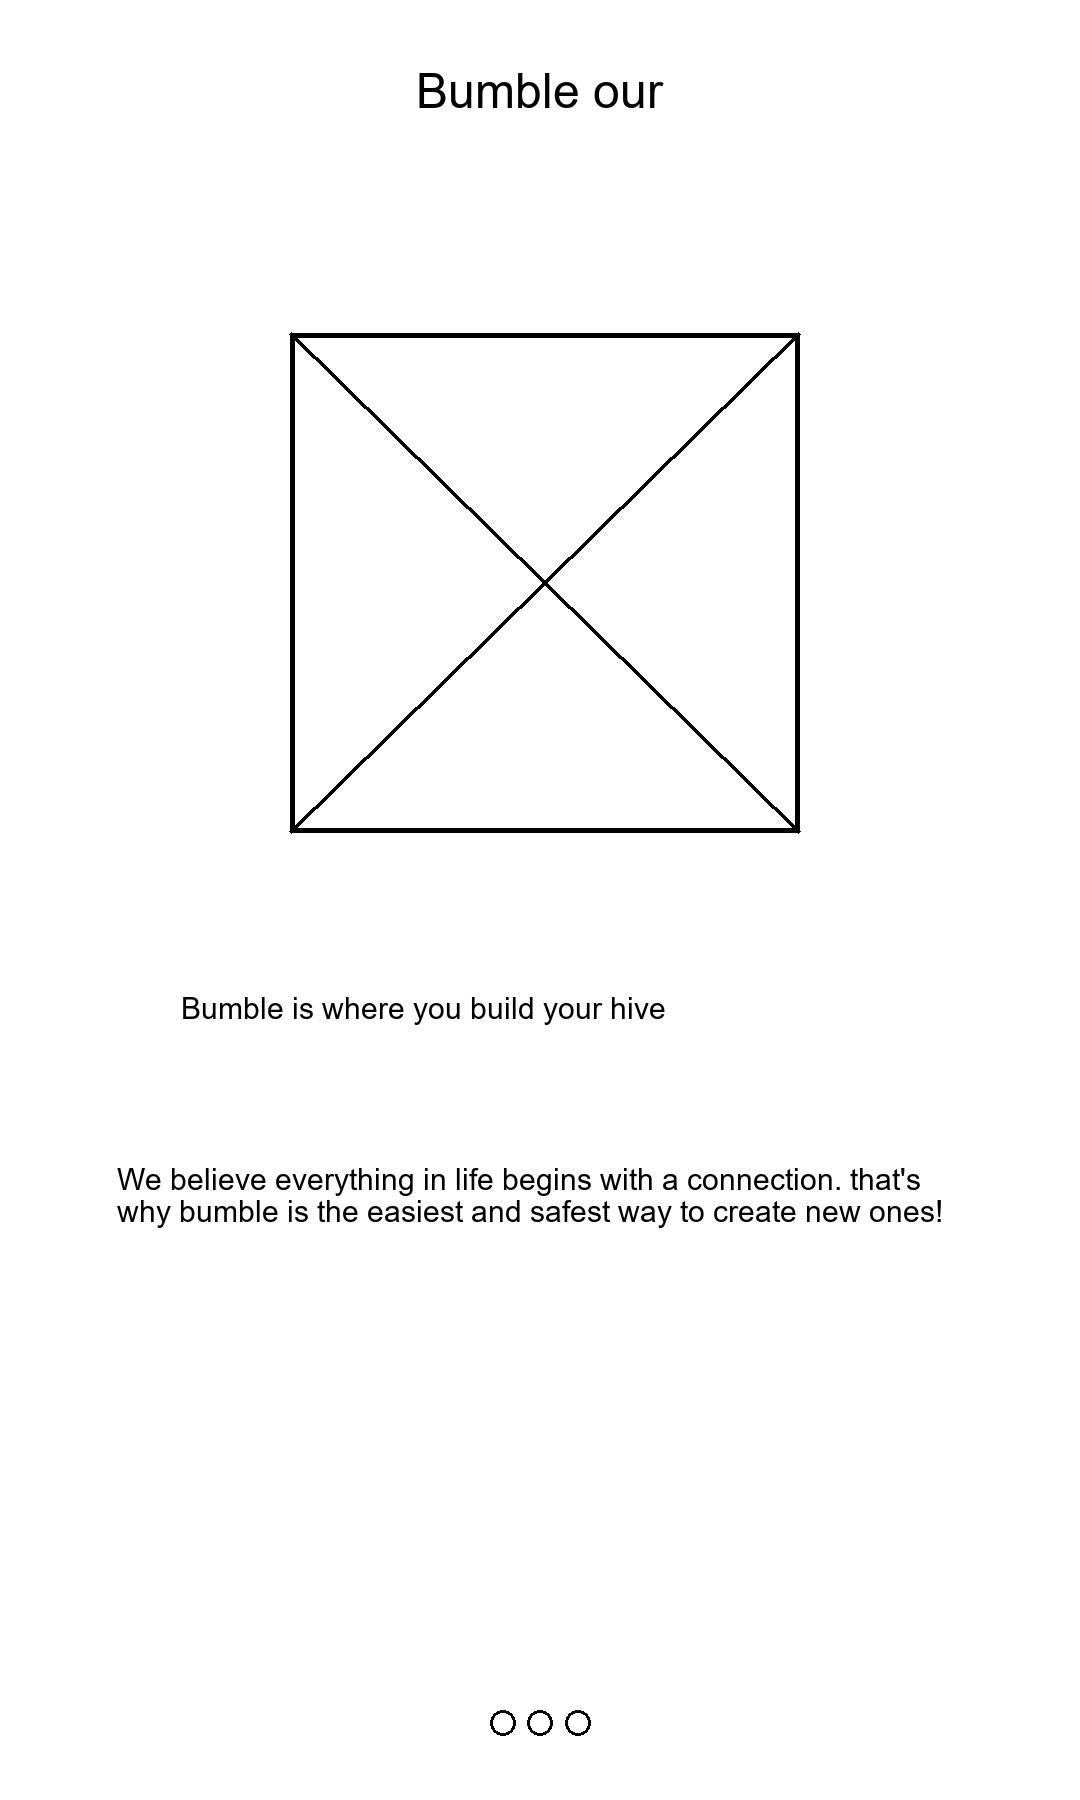 Bumble our
Bumble is where you build your hive
We believe everything in life begins with a connection. that's
why bumble is the easiest and safest way to create new ones!